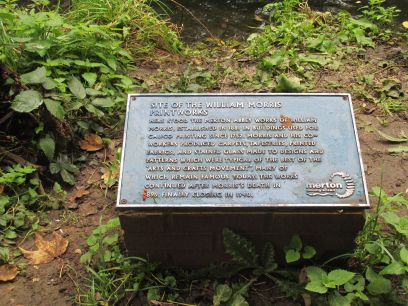 SITE OF THE WILLIAM MORRIS
PRINTWORKS
HERE STOOD THE MERTON ABBEY WORKS OF WILLIAM
MORRIS, ESTABLISHED IN 1881 IN BUILDINGS USED FOR
CALICO PRINTING SINCE 1752. MORRIS AND HIS CO-
WORKERS PRODUCED CARPETS, TAPESTRIES, PRINTED
FABRICS, AND STAINED GLASS MADE TO DESIGNS AND
PATTERNS WHICH WERE TYPICAL OF THE BEST OF THE
"ARTS AND CRAFTS MOVEMENT", MANY OF
WHICH REMAIN FAMOUS TODAY. THE WORKS
CONTINUED AFTER MORRIS'S DEATH IN
1896, FINALLY CLOSING IN 1940.
merton